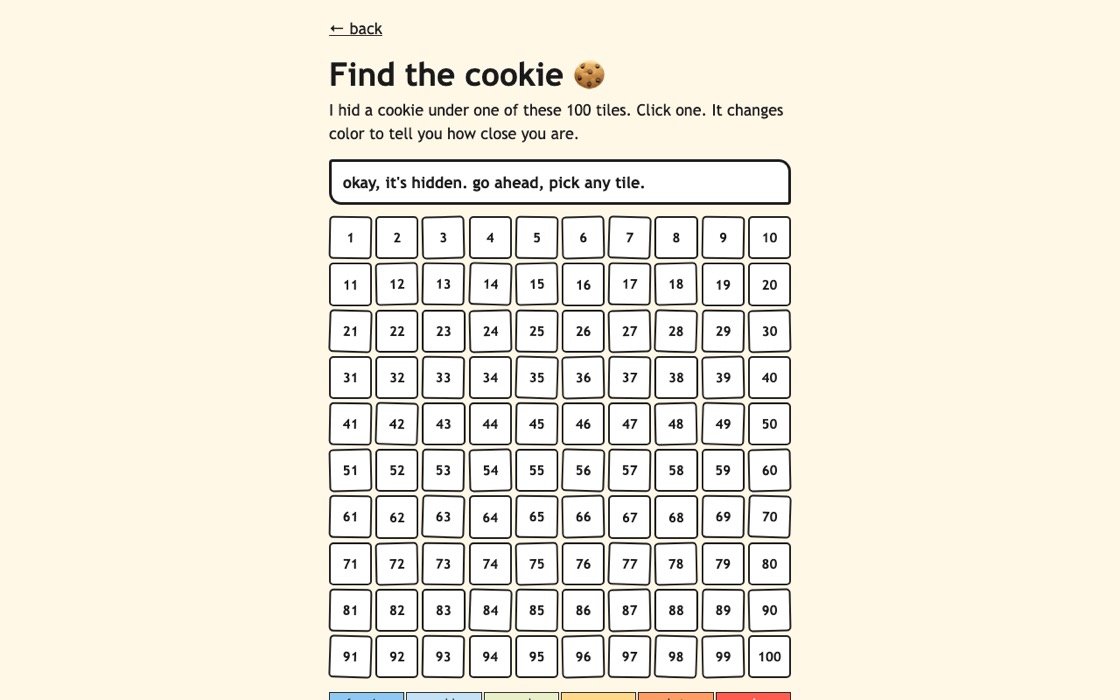 ← back
Find the cookie
I hid a cookie under one of these 100 tiles. Click one. It changes
color to tell you how close you are.
okay, it's hidden. go ahead, pick any tile.
1 2 3 4 5 6 7 8 9 10
11 12 13 14 15 16 17 18 19 20
21 22 23 24 25 26 27 28 29 30
31 32 33 34 35 36 37 38 39 40
41 42 43 44 45 46 47 48 49 50
51 52 53 54 55 56 57 58 59 60
61 62 63 64 65 66 67 68 69 70
71 72 73 74 75 76 77 78 79 80
81 82 83 84 85 86 87 88 89 90
91 92 93 94 95 96 97 98 99 100